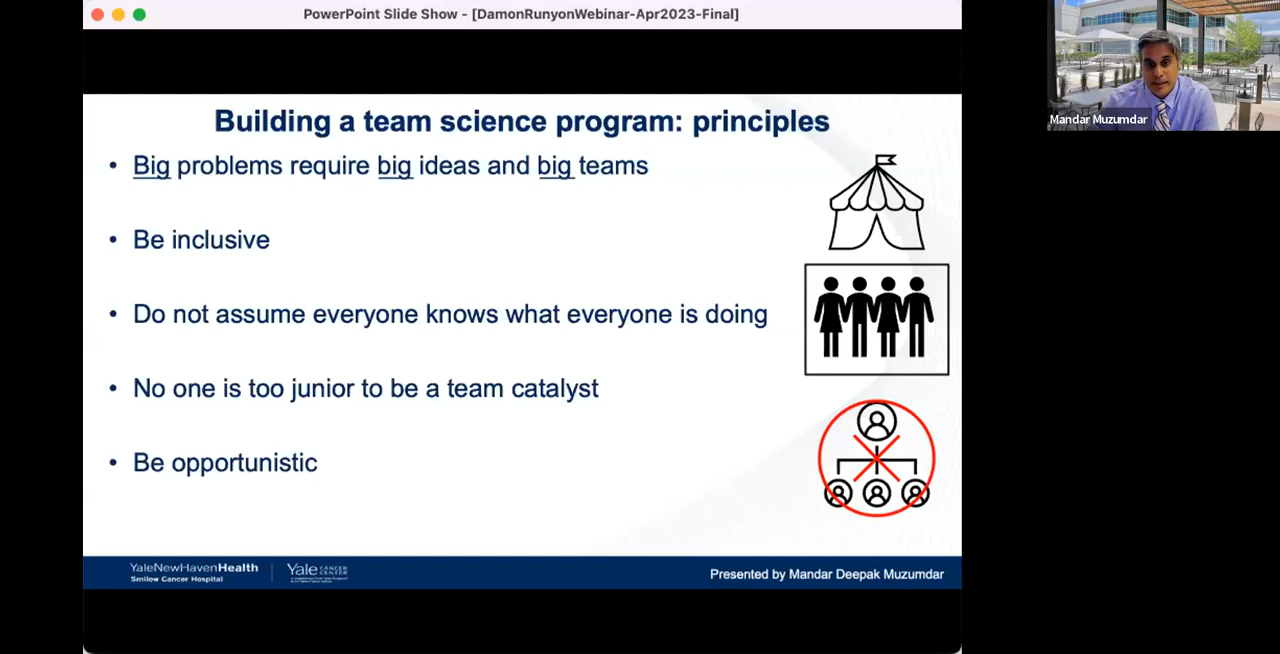 PowerPoint Slide Show - [DamonRunyonWebinar-Apr2023-Final]
Mandar Muzumdar
Building a team science program: principles
• Big problems require big ideas and big teams
• Be inclusive
• Do not assume everyone knows what everyone is doing
• No one is too junior to be a team catalyst
• Be opportunistic
YaleNewHavenHealth
Smilow Cancer Hospital
Yale CANCER CENTER
Presented by Mandar Deepak Muzumdar